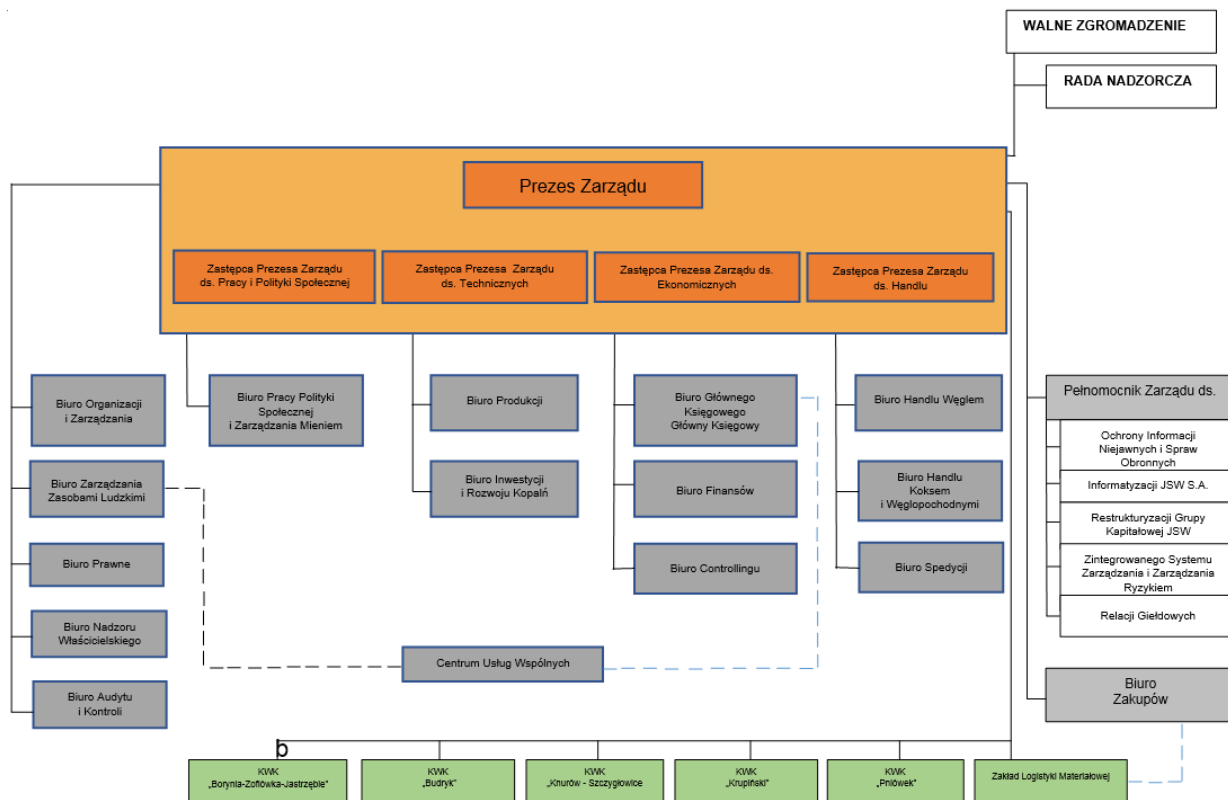 WALNE ZGROMADZENIE
RADA NADZORCZA
Prezes Zarządu
Zastępca Prezesa Zarządu
ds. Pracy i Polityki Społecznej
Zastępca Prezesa Zarządu
ds. Technicznych
Zastępca Prezesa Zarządu ds.
Ekonomicznych
Zastępca Prezesa Zarządu
ds. Handlu
Biuro Organizacji
i Zarządzania
Biuro Zarządzania
Zasobami Ludzkimi
Biuro Prawne
Biuro Nadzoru
Właścicielskiego
Biuro Audytu
i Kontroli
Biuro Pracy Polityki
Społecznej
i Zarządzania Mieniem
Biuro Produkcji
Biuro Inwestycji
i Rozwoju Kopalń
Biuro Głównego
Księgowego
Główny Księgowy
Biuro Finansów
Biuro Controllingu
Biuro Handlu Węglem
Biuro Handlu
Koksem
i Węglopochodnymi
Biuro Spedycji
Centrum Usług Wspólnych
Pełnomocnik Zarządu ds.
Ochrony Informacji
Niejawnych i Spraw
Obronnych
Informatyzacji JSW S.A.
Restrukturyzacji Grupy
Kapitałowej JSW
Zintegrowanego Systemu
Zarządzania i Zarządzania
Ryzykiem
Relacji Giełdowych
Biuro
Zakupów
b
KWK
„Borynia-Zofiówka-Jastrzębie"
KWK
„Budryk"
KWK
„Knurów - Szczygłowice
KWK
„Krupiński"
KWK
„Pniówek"
Zakład Logistyki Materiałowej